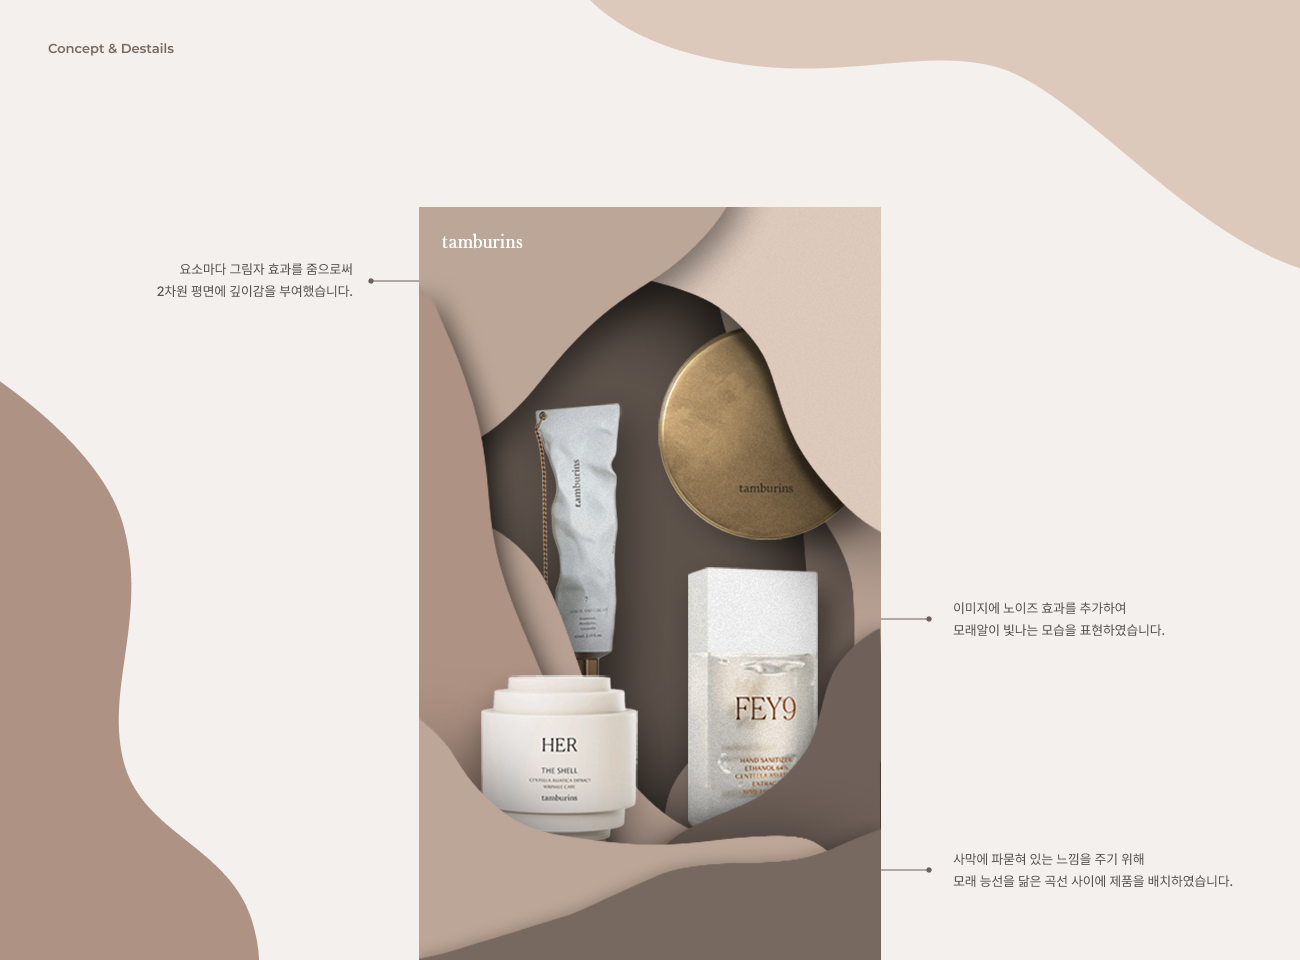 Concept & Destails
tamburins
요소마다 그림자 효과를 줌으로써
2차원 평면에 깊이감을 부여했습니다.
tamburins
tamburins
이미지에 노이즈 효과를 추가하여
모래알이 빛나는 모습을 표현하였습니다.
FEY9
HAND SANITIZER
ETHANOL 64%
HER
THE SHELL
CENTELLA ASIATICA EXTRACT
WRINKLE CARE
tamburins
사막에 파묻혀 있는 느낌을 주기 위해
모래 능선을 닮은 곡선 사이에 제품을 배치하였습니다.